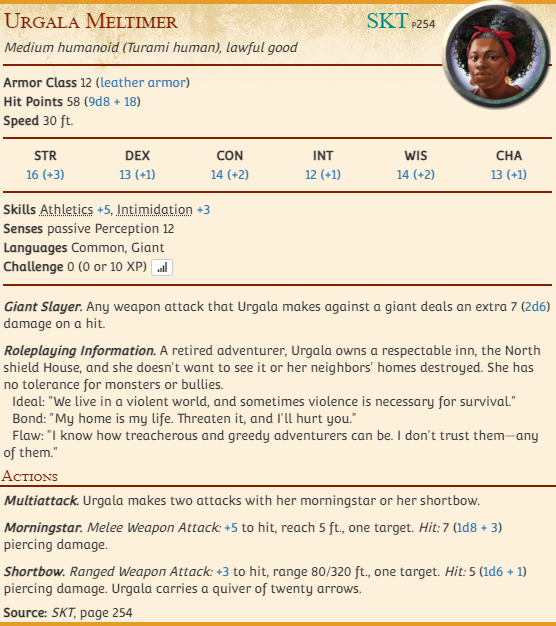 Urgala Meltimer SKT p254
Medium humanoid (Turami human), lawful good
Armor Class 12 (leather armor)
Hit Points 58 (9d8 + 18)
Speed 30 ft.
STR DEX CON INT WIS CHA
16 (+3) 13 (+1) 14 (+2) 12 (+1) 14 (+2) 13 (+1)
Skills Athletics +5, Intimidation +3
Senses passive Perception 12
Languages Common, Giant
Challenge 0 (0 or 10 XP)
Giant Slayer. Any weapon attack that Urgala makes against a giant deals an extra 7 (2d6)
damage on a hit.
Roleplaying Information. A retired adventurer, Urgala owns a respectable inn, the North
shield House, and she doesn't want to see it or her neighbors' homes destroyed. She has
no tolerance for monsters or bullies.
Ideal: "We live in a violent world, and sometimes violence is necessary for survival."
Bond: "My home is my life. Threaten it, and I'll hurt you."
Flaw: "I know how treacherous and greedy adventurers can be. I don't trust them—any
of them."
Actions
Multiattack. Urgala makes two attacks with her morningstar or her shortbow.
Morningstar. Melee Weapon Attack: +5 to hit, reach 5 ft., one target. Hit: 7 (1d8 + 3)
piercing damage.
Shortbow. Ranged Weapon Attack: +3 to hit, range 80/320 ft., one target. Hit: 5 (1d6 + 1)
piercing damage. Urgala carries a quiver of twenty arrows.
Source: SKT, page 254